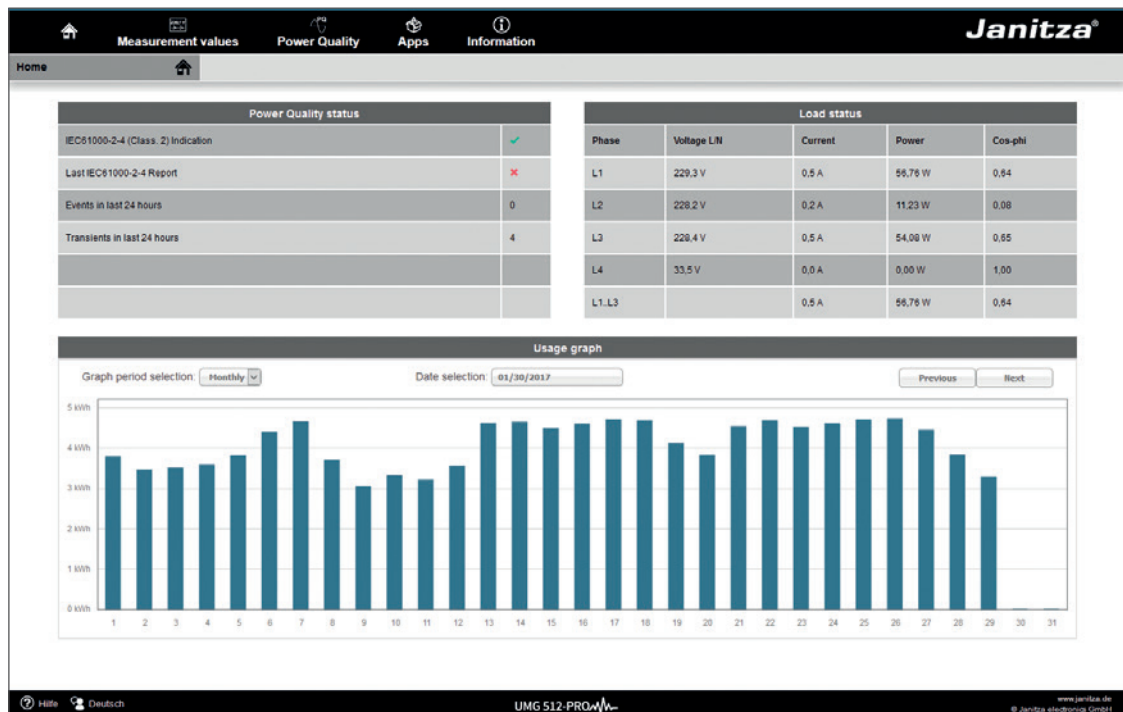 Measurement values Power Quality Apps Information Janitza®
Home
Power Quality status
IEC61000-2-4 (Class. 2) Indication
Last IEC61000-2-4 Report
Events in last 24 hours 0
Transients in last 24 hours 4
Load status
Phase Voltage L/N Current Power Cos-phi
L1 229,3 V 0,5 A 56,76 W 0,64
L2 228,2 V 0,2 A 11,23 W 0,08
L3 228,4 V 0,5 A 54,08 W 0,65
L4 33,5 V 0,0 A 0,00 W 1,00
L1..L3 0,5 A 56,76 W 0,64
Usage graph
Graph period selection: Monthly Date selection: 01/30/2017 Previous Next
5 kWh
4 kWh
3 kWh
2 kWh
1 kWh
0 kWh
1 2 3 4 5 6 7 8 9 10 11 12 13 14 15 16 17 18 19 20 21 22 23 24 25 26 27 28 29 30 31
Hilfe Deutsch UMG 512-PRO www.janitza.de
© Janitza electronics GmbH